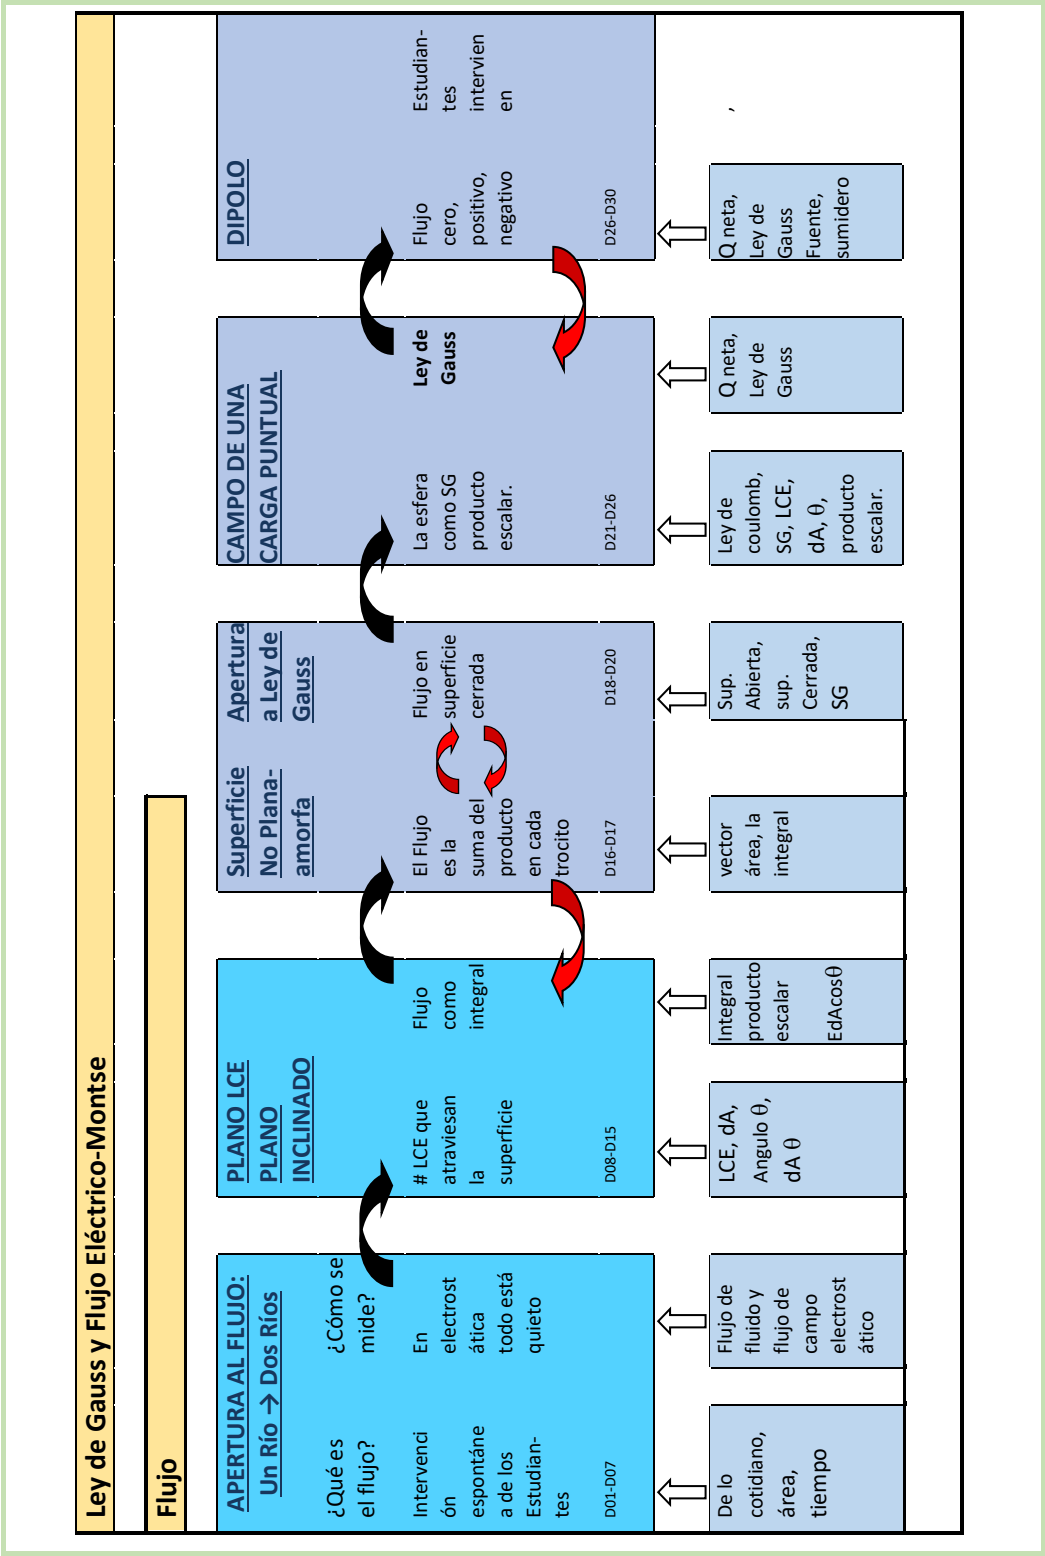 Ley de Gauss y Flujo Eléctrico-Montse
Flujo
APERTURA AL FLUJO:
Un Río → Dos Ríos
¿Qué es
el flujo?
¿Cómo se
mide?
Intervenci
ón
espontáne
a de los
Estudian-
tes
En
electrost
ática
todo está
quieto
D01-D07
PLANO LCE
PLANO
INCLINADO
# LCE que
atraviesan
la
superficie
Flujo
como
integral
D08-D15
Superficie
No Plana-
amorfa
Apertura
a Ley de
Gauss
El Flujo
es la
suma del
producto
en cada
trocito
Flujo en
superficie
cerrada
D16-D17
D18-D20
CAMPO DE UNA
CARGA PUNTUAL
La esfera
como SG
producto
escalar.
Ley de
Gauss
D21-D26
DIPOLO
Flujo
cero,
positivo,
negativo
Estudian-
tes
intervien
en
D26-D30
De lo
cotidiano,
área,
tiempo
Flujo de
fluido y
flujo de
campo
electrost
ático
LCE, dA,
Angulo θ,
dA θ
Integral
producto
escalar
EdAcosθ
vector
área, la
integral
Sup.
Abierta,
sup.
Cerrada,
SG
Ley de
coulomb,
SG, LCE,
dA, θ,
producto
escalar.
Q neta,
Ley de
Gauss
Q neta,
Ley de
Gauss
Fuente,
sumidero
,